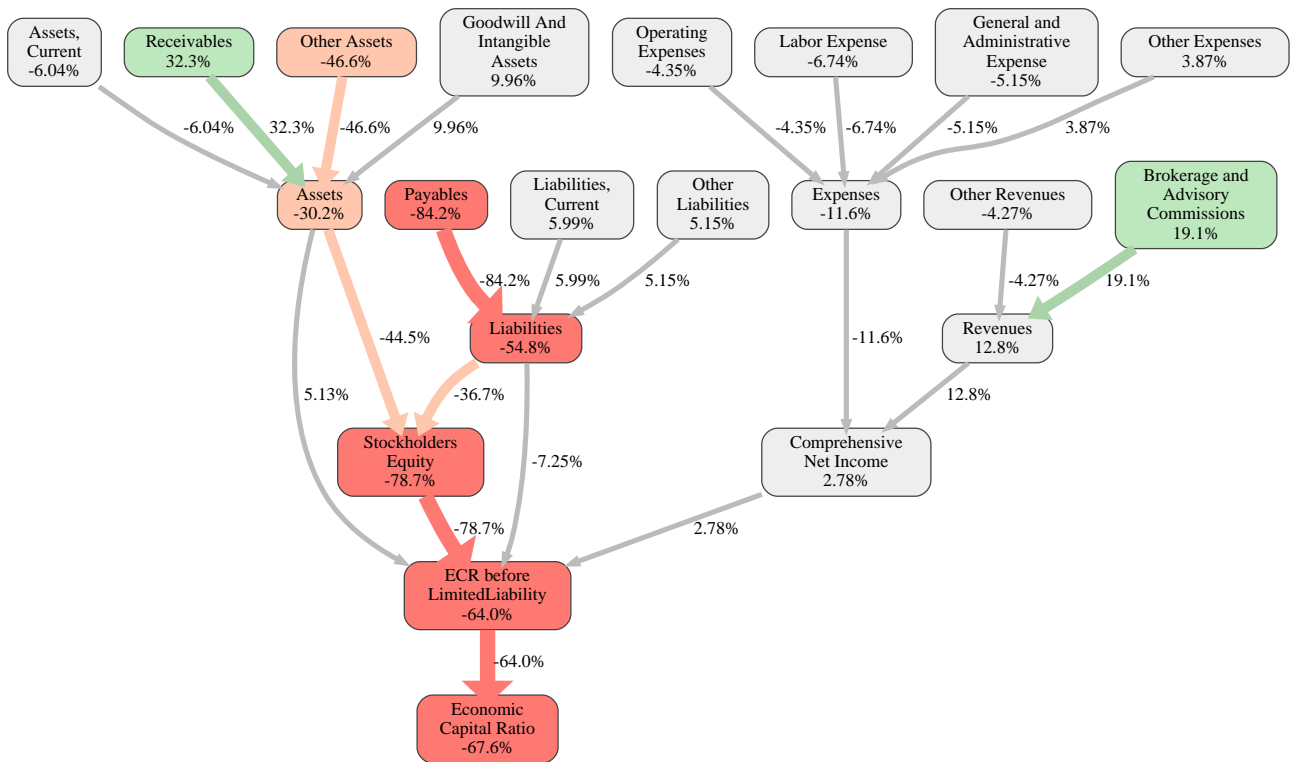 Assets,
Current
-6.04%
Receivables
32.3%
Other Assets
-46.6%
Goodwill And
Intangible
Assets
9.96%
Operating
Expenses
-4.35%
Labor Expense
-6.74%
General and
Administrative
Expense
-5.15%
Other Expenses
3.87%
-6.04%
32.3%
-46.6%
9.96%
-4.35%
-6.74%
-5.15%
3.87%
Assets
-30.2%
Payables
-84.2%
Liabilities,
Current
5.99%
Other
Liabilities
5.15%
Expenses
-11.6%
Other Revenues
-4.27%
Brokerage and
Advisory
Commissions
19.1%
-84.2%
5.99%
5.15%
-4.27%
19.1%
Liabilities
-54.8%
Revenues
12.8%
-44.5%
-11.6%
5.13%
-36.7%
12.8%
Stockholders
Equity
-78.7%
-7.25%
Comprehensive
Net Income
2.78%
-78.7%
2.78%
ECR before
LimitedLiability
-64.0%
-64.0%
Economic
Capital Ratio
-67.6%